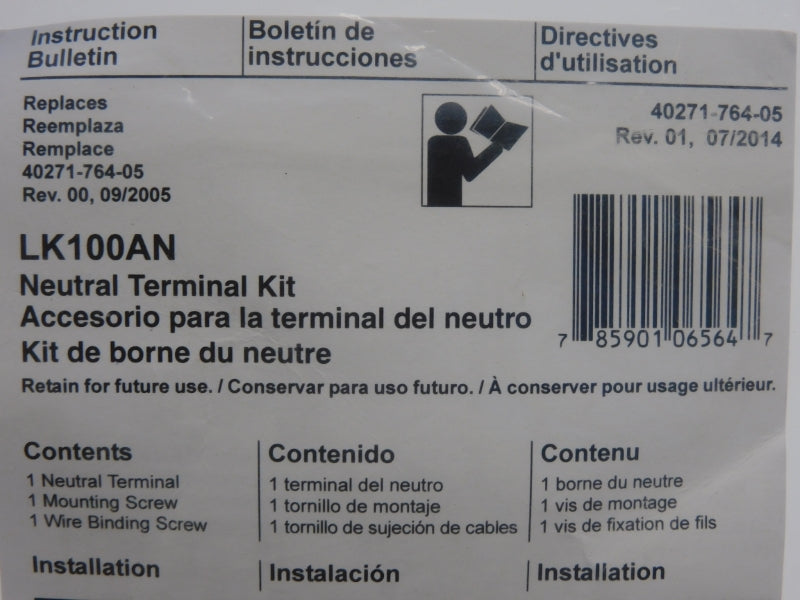 Instruction
Bulletin
Boletín de
instrucciones
Directives
d'utilisation
Replaces
Reemplaza
Remplace
40271-764-05
Rev. 00, 09/2005
40271-764-05
Rev. 01, 07/2014
LK100AN
Neutral Terminal Kit
Accesorio para la terminal del neutro
Kit de borne du neutre
7 85901 06564 7
Retain for future use. / Conservar para uso futuro. / À conserver pour usage ultérieur.
Contents
1 Neutral Terminal
1 Mounting Screw
1 Wire Binding Screw
Contenido
1 terminal del neutro
1 tornillo de montaje
1 tornillo de sujeción de cables
Contenu
1 borne du neutre
1 vis de montage
1 vis de fixation de fils
Installation
Instalación
Installation